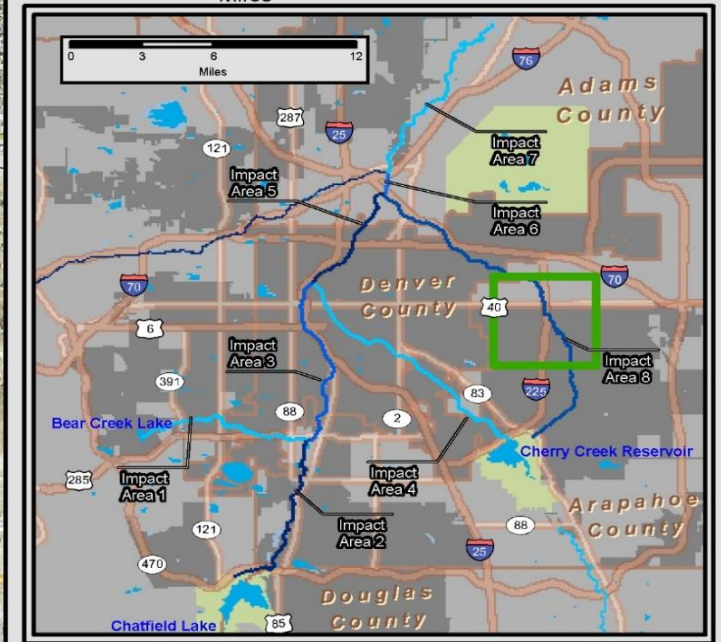 Miles
0 3 6 12
Miles
76
Adams
County
287
25
121
Impact
Area 7
Impact
Area 5
Impact
Area 6
70
Denver
County
70
40
6
Impact
Area 3
Impact
Area 8
391
88
83
225
2
Bear Creek Lake
Cherry Creek Reservoir
285
Impact
Area 1
Impact
Area 4
Arapahoe
County
Impact
Area 2
88
121
25
470
Douglas
County
Chatfield Lake
85